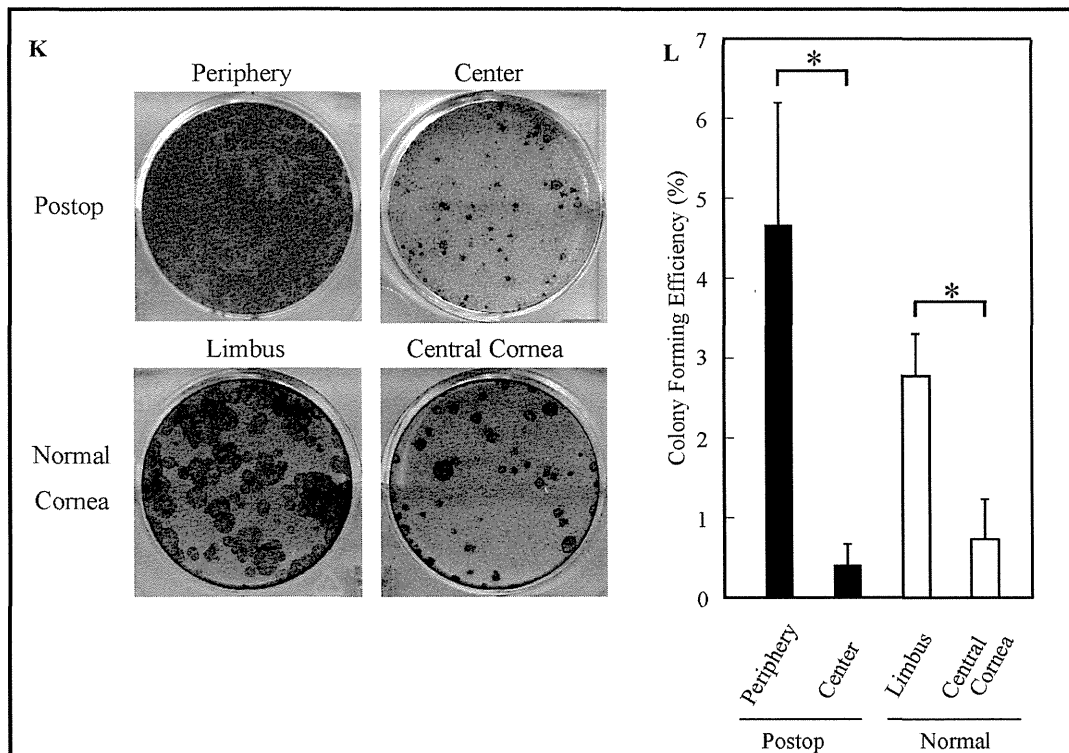 K
Periphery
Center
Postop
Limbus
Central Cornea
Normal
Cornea
L
Colony Forming Efficiency (%)
7
6
5
4
3
2
1
0
*
*
Periphery
Center
Limbus
Central
Cornea
Postop
Normal